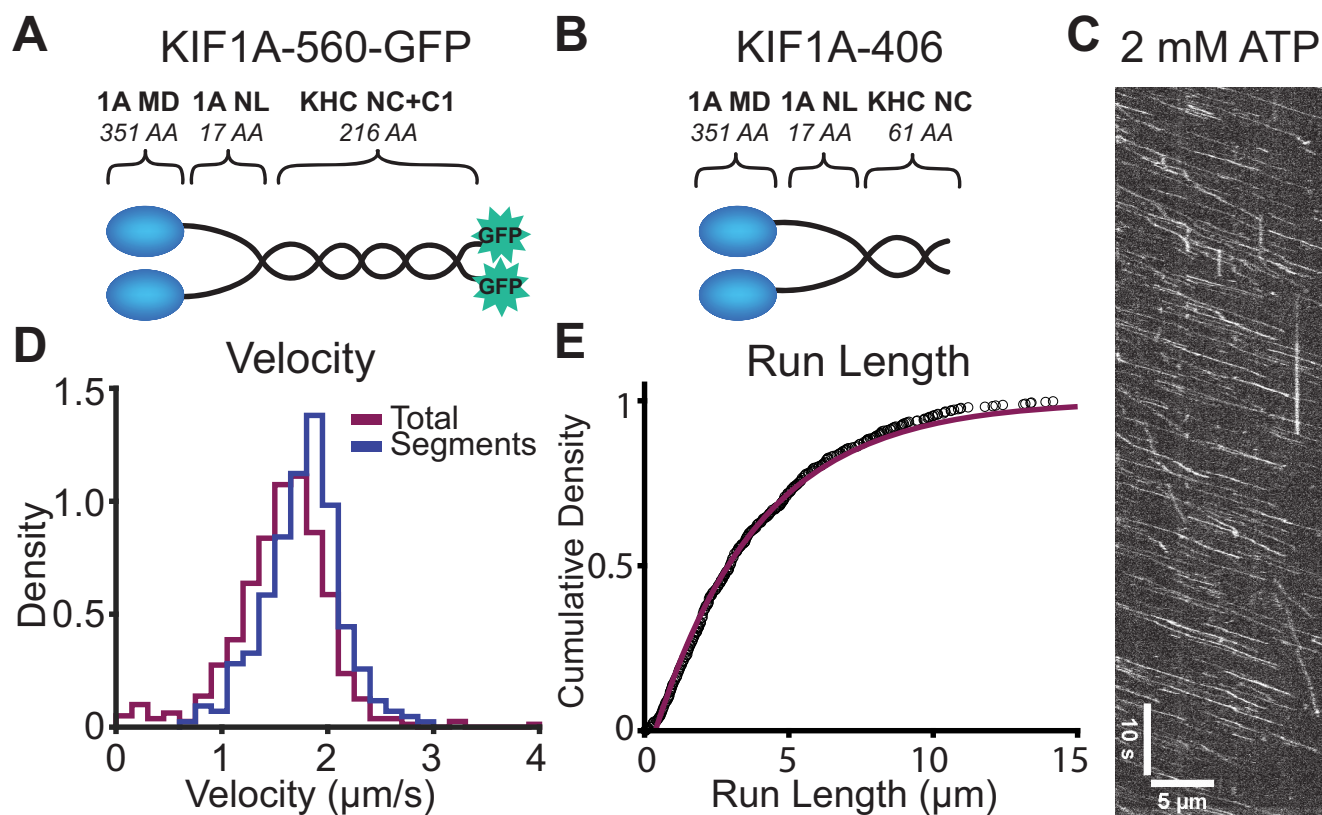 A
KIF1A-560-GFP
1A MD 1A NL KHC NC+C1
351 AA 17 AA 216 AA
GFP
GFP
B
KIF1A-406
1A MD 1A NL KHC NC
351 AA 17 AA 61 AA
C
2 mM ATP
10 s
5 µm
D
Velocity
Total
Segments
1.5
1.0
0.5
0
Density
0 1 2 3 4
Velocity (µm/s)
E
Run Length
1
0.5
0
Cumulative Density
0 5 10 15
Run Length (µm)